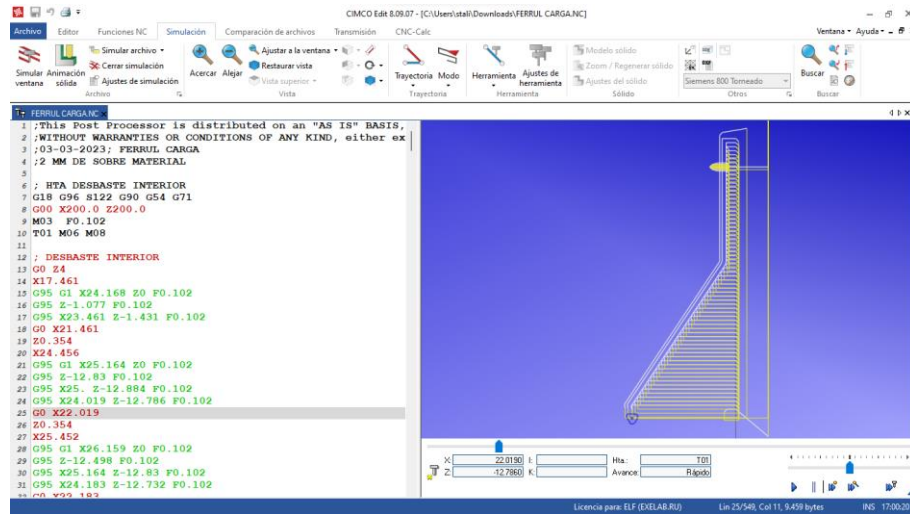 CIMCO Edit 8.09.07 - [C:\Users\stali\Downloads\FERRUL CARGA.NC]
Archivo Editor Funciones NC Simulación Comparación de archivos Transmisión CNC-Calc Ventana Ayuda
Simular ventana
Animación sólida
Simular archivo
Cerrar simulación
Ajustes de simulación
Archivo
Acercar
Alejar
Ajustar a la ventana
Restaurar vista
Vista superior
Vista
Trayectoria
Modo
Trayectoria
Herramienta
Ajustes de herramienta
Herramienta
Modelo sólido
Zoom / Regenerar sólido
Ajustes del sólido
Sólido
Siemens 800 Torneado
Otros
Buscar
Buscar
FERRUL CARGA.NC
1 ;This Post Processor is distributed on an "AS IS" BASIS,
2 ;WITHOUT WARRANTIES OR CONDITIONS OF ANY KIND, either ex
3 ;03-03-2023; FERRUL CARGA
4 ;2 MM DE SOBRE MATERIAL
5
6 ; HTA DESBASTE INTERIOR
7 G18 G96 S122 G90 G54 G71
8 G00 X200.0 Z200.0
9 M03 F0.102
10 T01 M06 M08
11
12 ; DESBASTE INTERIOR
13 G0 Z4
14 X17.461
15 G95 G1 X24.168 Z0 F0.102
16 G95 Z-1.077 F0.102
17 G95 X23.461 Z-1.431 F0.102
18 G0 X21.461
19 Z0.354
20 X24.456
21 G95 G1 X25.164 Z0 F0.102
22 G95 Z-12.83 F0.102
23 G95 X25. Z-12.884 F0.102
24 G95 X24.019 Z-12.786 F0.102
25 G0 X22.019
26 Z0.354
27 X25.452
28 G95 G1 X26.159 Z0 F0.102
29 G95 Z-12.498 F0.102
30 G95 X25.164 Z-12.83 F0.102
31 G95 X24.183 Z-12.732 F0.102
32 G0 X22.183
X: 22.0190 I: Hta.: T01
Z: -12.7860 K: Avance: Rápido
Licencia para: ELF (EXELAB.RU) Lin 25/549, Col 11, 9.459 bytes INS 17:00:20